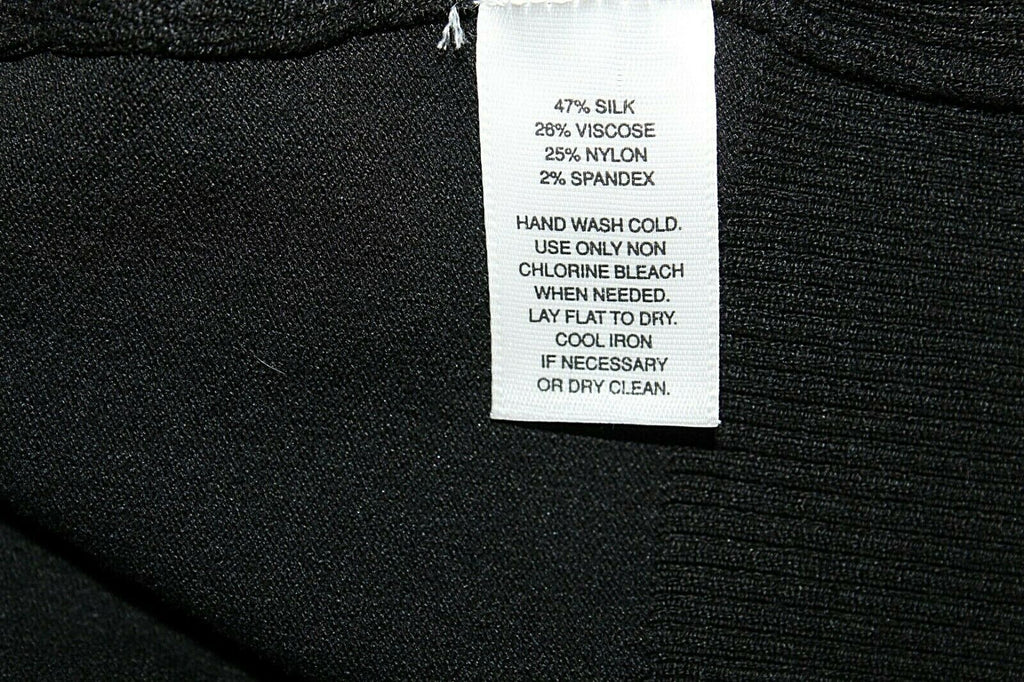 47% SILK
26% VISCOSE
25% NYLON
2% SPANDEX
HAND WASH COLD.
USE ONLY NON
CHLORINE BLEACH
WHEN NEEDED.
LAY FLAT TO DRY.
COOL IRON
IF NECESSARY
OR DRY CLEAN.